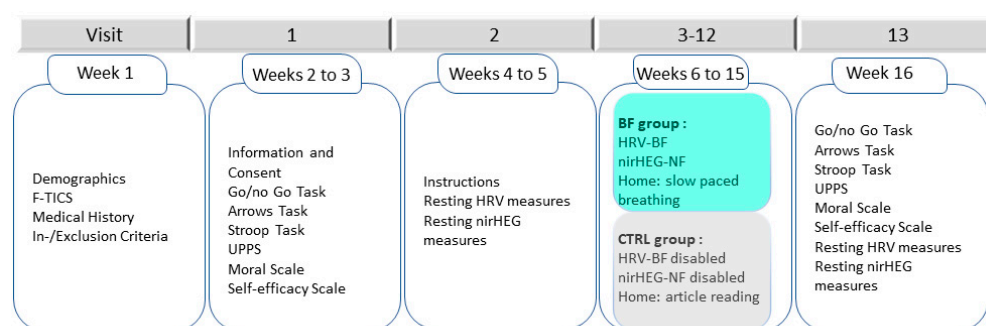 Visit
1
2
3-12
13
Week 1
Weeks 2 to 3
Weeks 4 to 5
Weeks 6 to 15
Week 16
Demographics
F-TICS
Medical History
In-/Exclusion Criteria
Information and
Consent
Go/no Go Task
Arrows Task
Stroop Task
UPPS
Moral Scale
Self-efficacy Scale
Instructions
Resting HRV measures
Resting nirHEG
measures
BF group :
HRV-BF
nirHEG-NF
Home: slow paced
breathing
CTRL group :
HRV-BF disabled
nirHEG-NF disabled
Home: article reading
Go/no Go Task
Arrows Task
Stroop Task
UPPS
Moral Scale
Self-efficacy Scale
Resting HRV measures
Resting nirHEG
measures